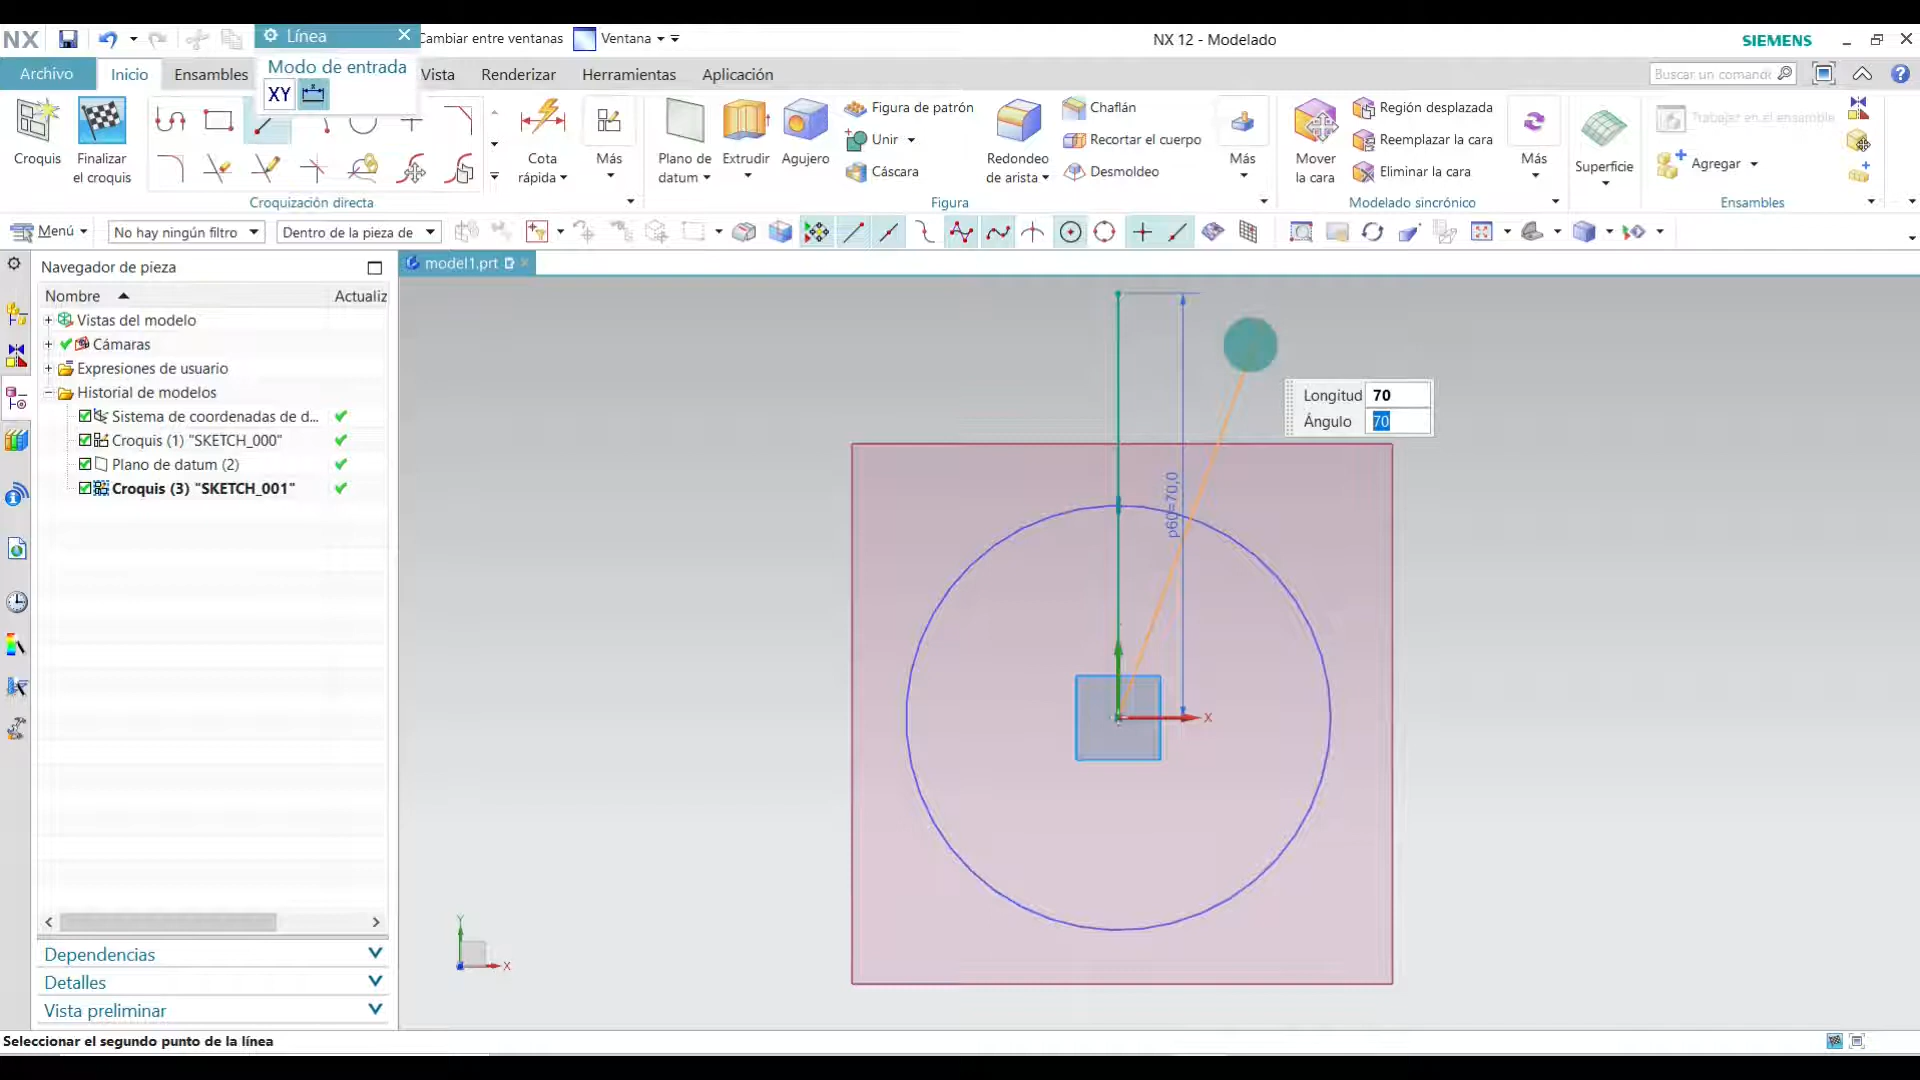 NX
Línea
Cambiar entre ventanas
Ventana
NX 12 - Modelado
SIEMENS
Archivo
Inicio
Ensambles
Modo de entrada
Vista
Renderizar
Herramientas
Aplicación
Buscar un comando
XY
Croquis
Finalizar
el croquis
Cota
rápida
Más
Croquización directa
Plano de
datum
Extrudir
Agujero
Figura de patrón
Unir
Cáscara
Redondeo
de arista
Chaflán
Recortar el cuerpo
Desmoldeo
Más
Figura
Mover
la cara
Región desplazada
Reemplazar la cara
Eliminar la cara
Más
Modelado sincrónico
Superficie
Trabajar en el ensamble
Agregar
Ensambles
Menú
No hay ningún filtro
Dentro de la pieza de
Navegador de pieza
model1.prt
Nombre
Actualiz
Vistas del modelo
Cámaras
Expresiones de usuario
Historial de modelos
Sistema de coordenadas de d...
Croquis (1) "SKETCH_000"
Plano de datum (2)
Croquis (3) "SKETCH_001"
Longitud 70
Ángulo 70
p60=70,0
X
Y
X
Dependencias
Detalles
Vista preliminar
Seleccionar el segundo punto de la línea